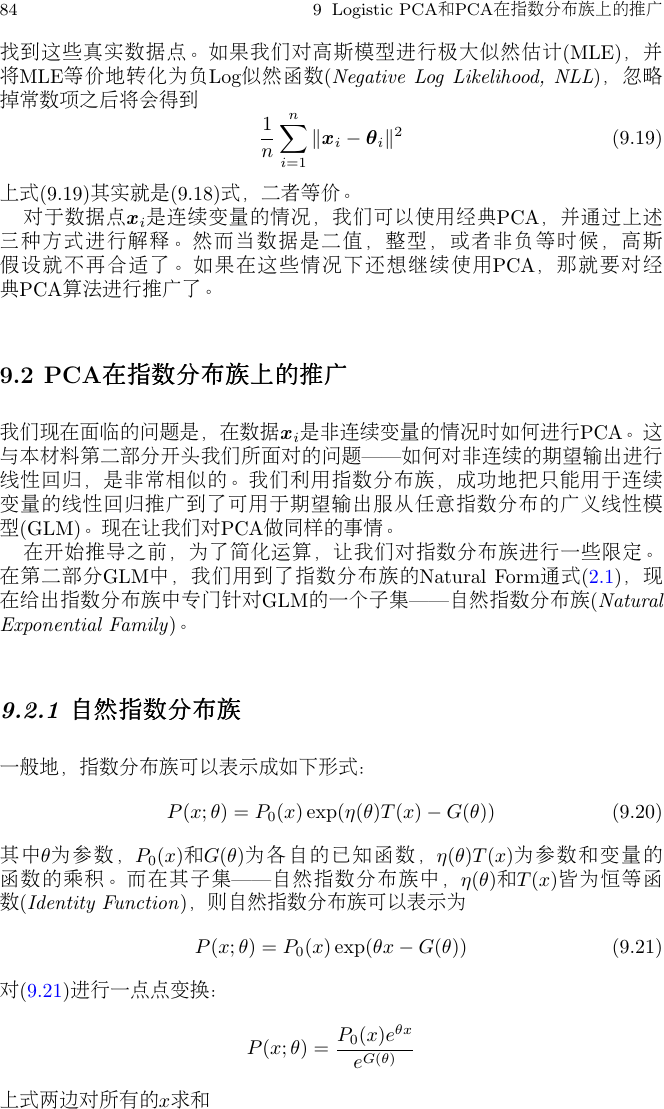 84 9 Logistic PCA和PCA在指数分布族上的推广
找到这些真实数据点。如果我们对高斯模型进行极大似然估计(MLE)，并
将MLE等价地转化为负Log似然函数(Negative Log Likelihood, NLL)，忽略
掉常数项之后将会得到
$$\frac{1}{n}\sum_{i=1}^{n}\|\boldsymbol{x}_i-\boldsymbol{\theta}_i\|^2$$ (9.19)
上式(9.19)其实就是(9.18)式，二者等价。
对于数据点$\boldsymbol{x}_i$是连续变量的情况，我们可以使用经典PCA，并通过上述
三种方式进行解释。然而当数据是二值，整型，或者非负等时候，高斯
假设就不再合适了。如果在这些情况下还想继续使用PCA，那就要对经
典PCA算法进行推广了。
9.2 PCA在指数分布族上的推广
我们现在面临的问题是，在数据$\boldsymbol{x}_i$是非连续变量的情况时如何进行PCA。这
与本材料第二部分开头我们所面对的问题——如何对非连续的期望输出进行
线性回归，是非常相似的。我们利用指数分布族，成功地把只能用于连续
变量的线性回归推广到了可用于期望输出服从任意指数分布的广义线性模
型(GLM)。现在让我们对PCA做同样的事情。
在开始推导之前，为了简化运算，让我们对指数分布族进行一些限定。
在第二部分GLM中，我们用到了指数分布族的Natural Form通式(2.1)，现
在给出指数分布族中专门针对GLM的一个子集——自然指数分布族(Natural
Exponential Family)。
9.2.1 自然指数分布族
一般地，指数分布族可以表示成如下形式：
$$P(x;\theta)=P_0(x)\exp(\eta(\theta)T(x)-G(\theta))$$ (9.20)
其中$\theta$为参数，$P_0(x)$和$G(\theta)$为各自的已知函数，$\eta(\theta)T(x)$为参数和变量的
函数的乘积。而在其子集——自然指数分布族中，$\eta(\theta)$和$T(x)$皆为恒等函
数(Identity Function)，则自然指数分布族可以表示为
$$P(x;\theta)=P_0(x)\exp(\theta x-G(\theta))$$ (9.21)
对(9.21)进行一点点变换：
$$P(x;\theta)=\frac{P_0(x)e^{\theta x}}{e^{G(\theta)}}$$
上式两边对所有的$x$求和